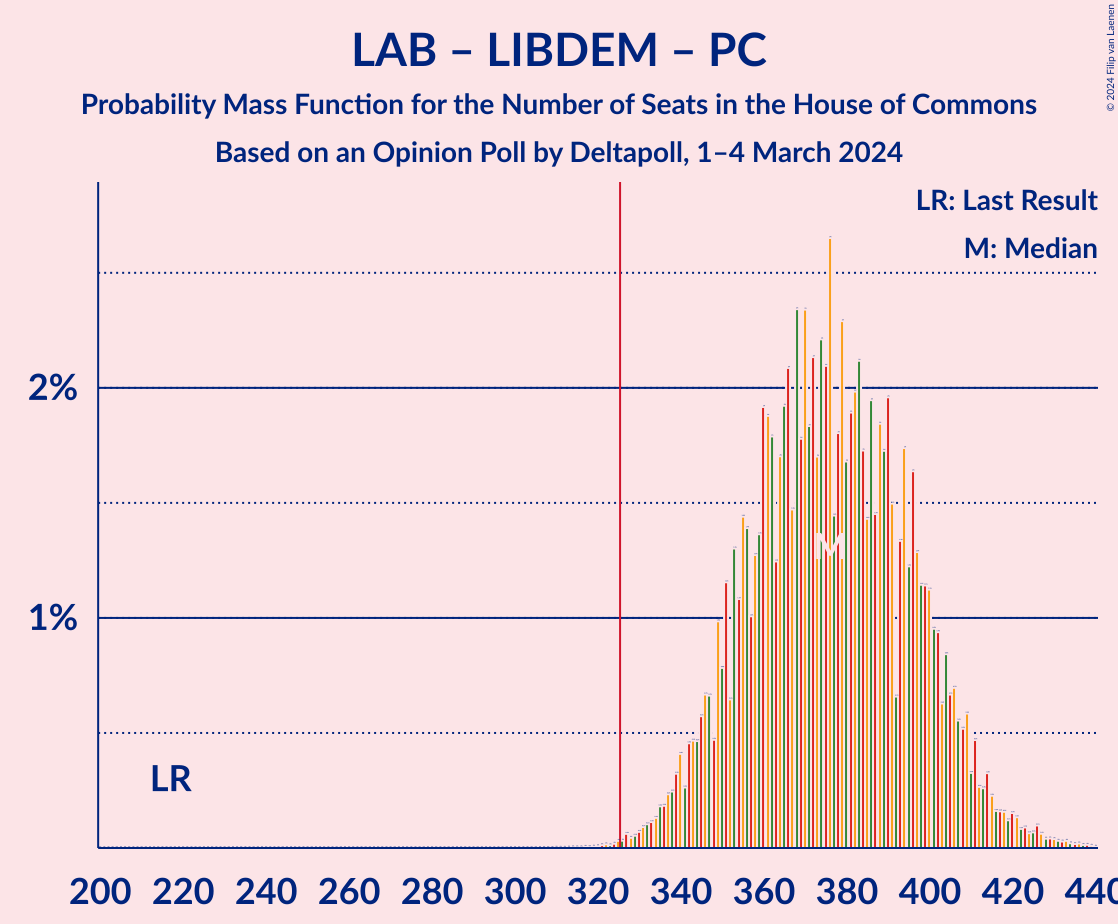 LAB – LIBDEM – PC
Probability Mass Function for the Number of Seats in the House of Commons
Based on an Opinion Poll by Deltapoll, 1–4 March 2024
© 2024 Filip van Laenen
LR: Last Result
M: Median
2%
1%
M
LR
200 220 240 260 280 300 320 340 360 380 400 420 440